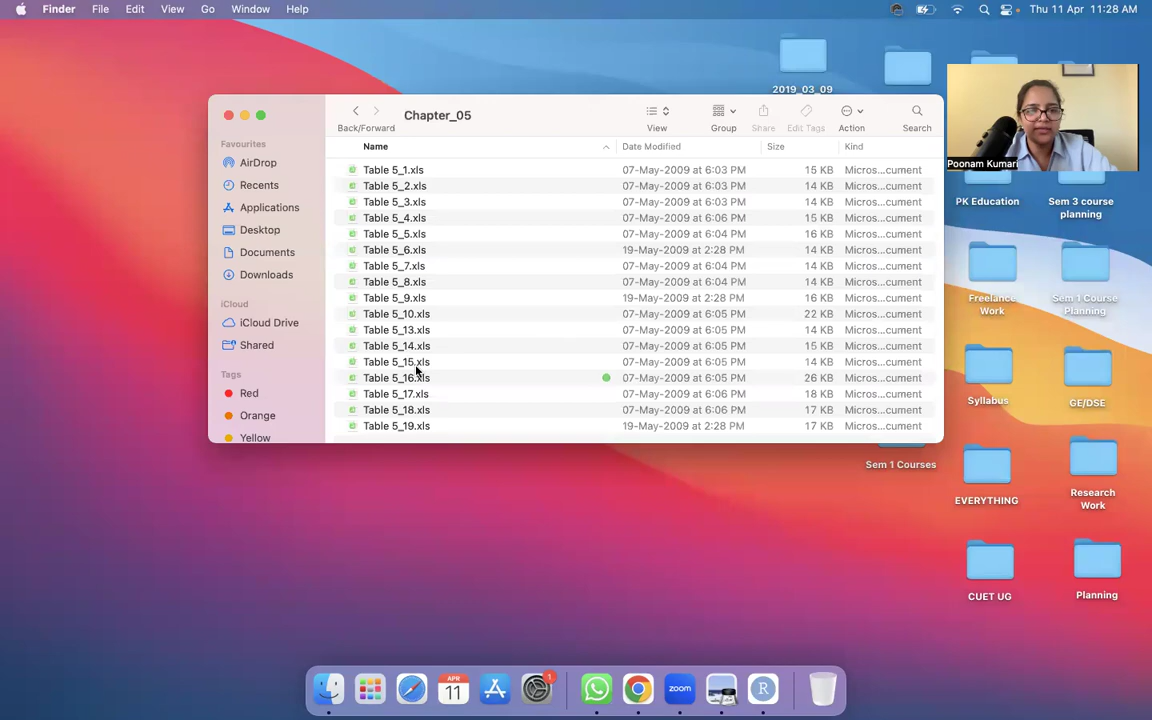 Finder File Edit View Go Window Help Thu 11 Apr 11:28 AM
2019_03_09
Chapter_05
Back/Forward View Group Share Edit Tags Action Search
Poonam Kumari
Favourites
AirDrop
Recents
Applications
Desktop
Documents
Downloads
iCloud
iCloud Drive
Shared
Tags
Red
Orange
Yellow
Name Date Modified Size Kind
Table 5_1.xls 07-May-2009 at 6:03 PM 15 KB Micros...cument
Table 5_2.xls 07-May-2009 at 6:03 PM 14 KB Micros...cument
Table 5_3.xls 07-May-2009 at 6:03 PM 14 KB Micros...cument
Table 5_4.xls 07-May-2009 at 6:06 PM 15 KB Micros...cument
Table 5_5.xls 07-May-2009 at 6:04 PM 16 KB Micros...cument
Table 5_6.xls 19-May-2009 at 2:28 PM 14 KB Micros...cument
Table 5_7.xls 07-May-2009 at 6:04 PM 14 KB Micros...cument
Table 5_8.xls 07-May-2009 at 6:04 PM 14 KB Micros...cument
Table 5_9.xls 19-May-2009 at 2:28 PM 16 KB Micros...cument
Table 5_10.xls 07-May-2009 at 6:05 PM 22 KB Micros...cument
Table 5_13.xls 07-May-2009 at 6:05 PM 14 KB Micros...cument
Table 5_14.xls 07-May-2009 at 6:05 PM 15 KB Micros...cument
Table 5_15.xls 07-May-2009 at 6:05 PM 14 KB Micros...cument
Table 5_16.xls 07-May-2009 at 6:05 PM 26 KB Micros...cument
Table 5_17.xls 07-May-2009 at 6:06 PM 18 KB Micros...cument
Table 5_18.xls 07-May-2009 at 6:06 PM 17 KB Micros...cument
Table 5_19.xls 19-May-2009 at 2:28 PM 17 KB Micros...cument
PK Education
Sem 3 course
planning
Freelance
Work
Sem 1 Course
Planning
Syllabus
GE/DSE
Sem 1 Courses
EVERYTHING
Research
Work
CUET UG
Planning
APR
11
1
zoom
R